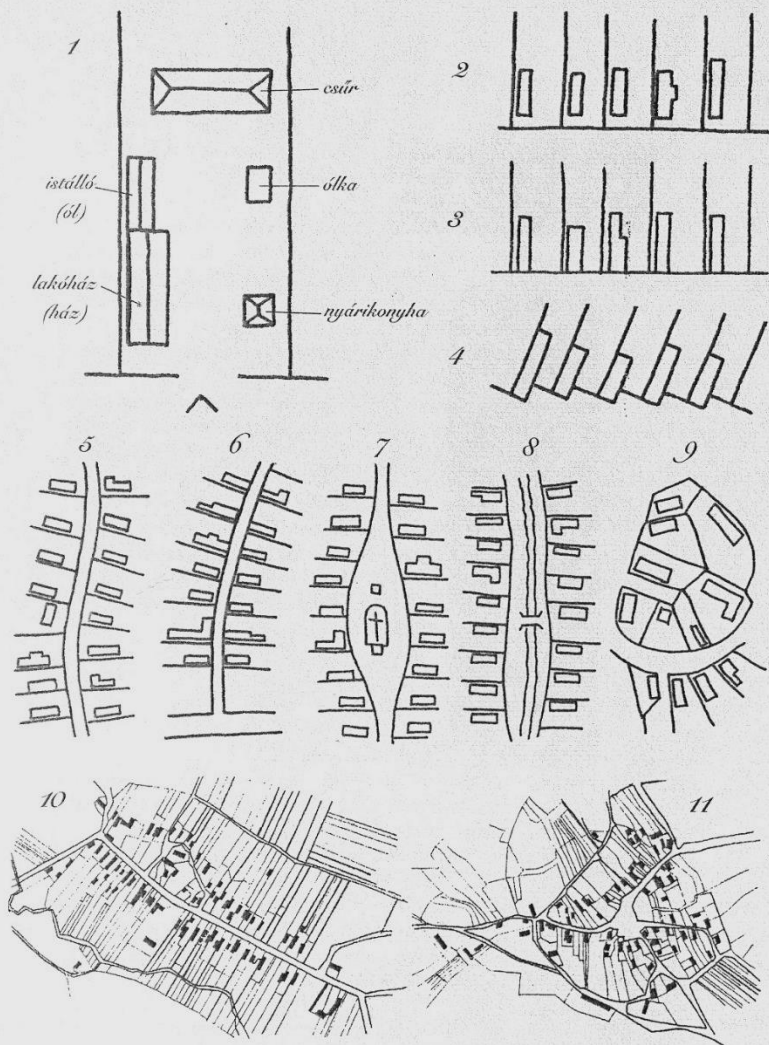 1
csűr
istálló
(ól)
ólka
lakóház
(ház)
nyárikonyha
2
3
4
5
6
7
8
9
10
11